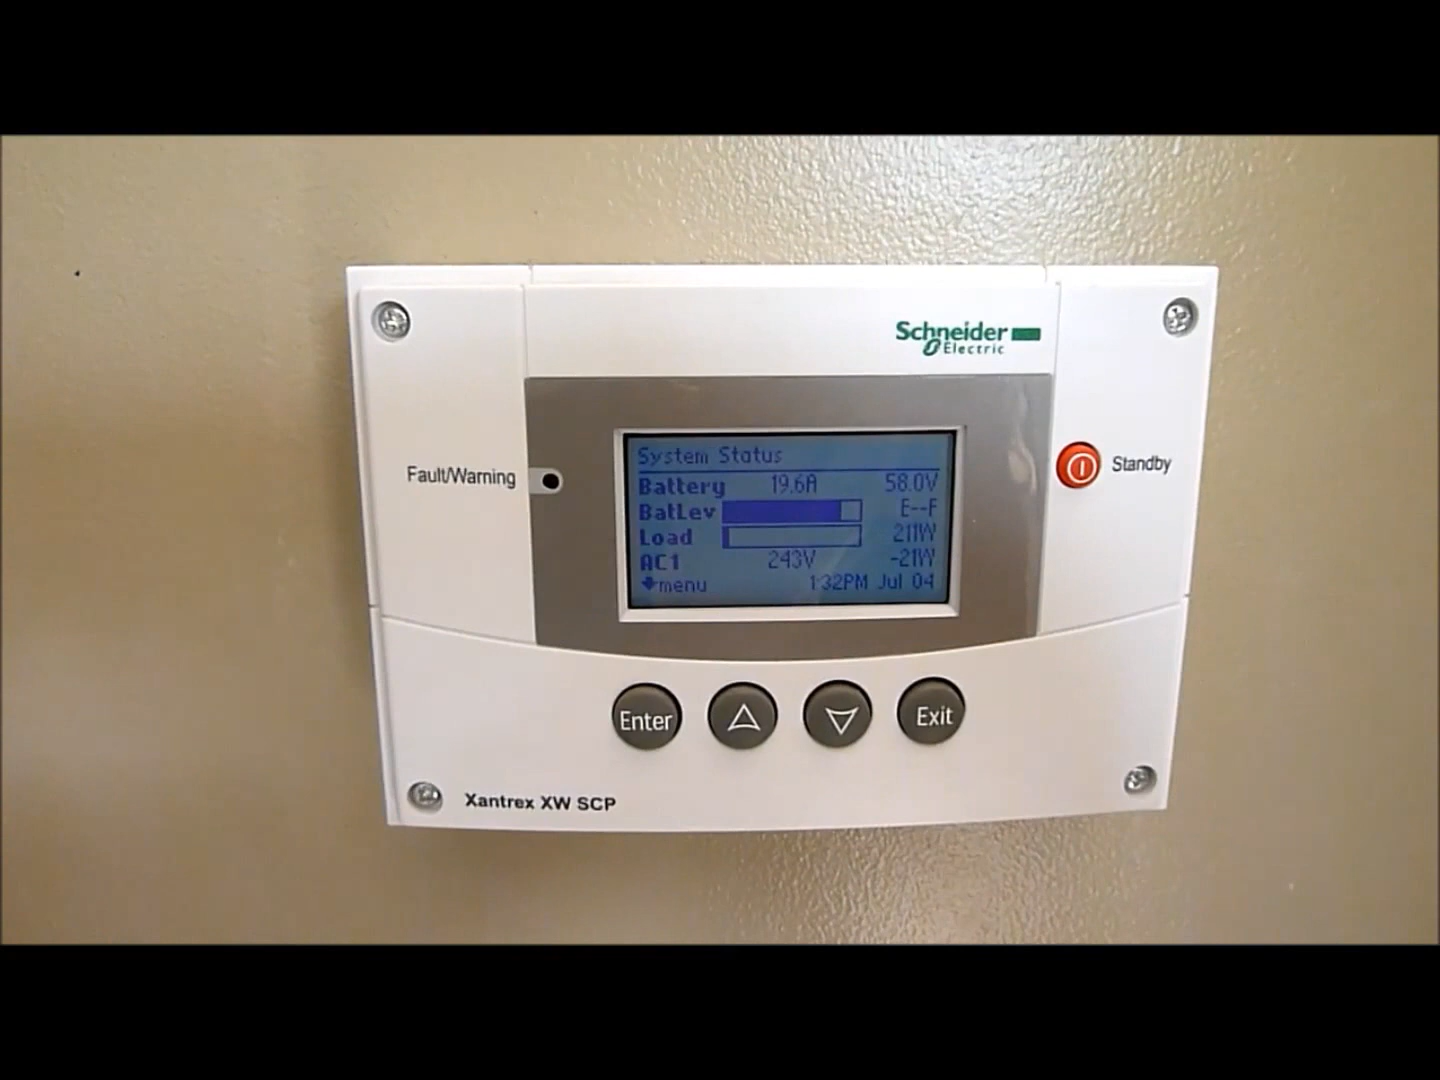 Schneider
Electric
Fault/Warning
Standby
System Status
Battery 19.6A 58.0V
BatLev E--F
Load 211W
AC1 243V -21W
menu 1:32PM Jul 04
Enter
Exit
Xantrex XW SCP